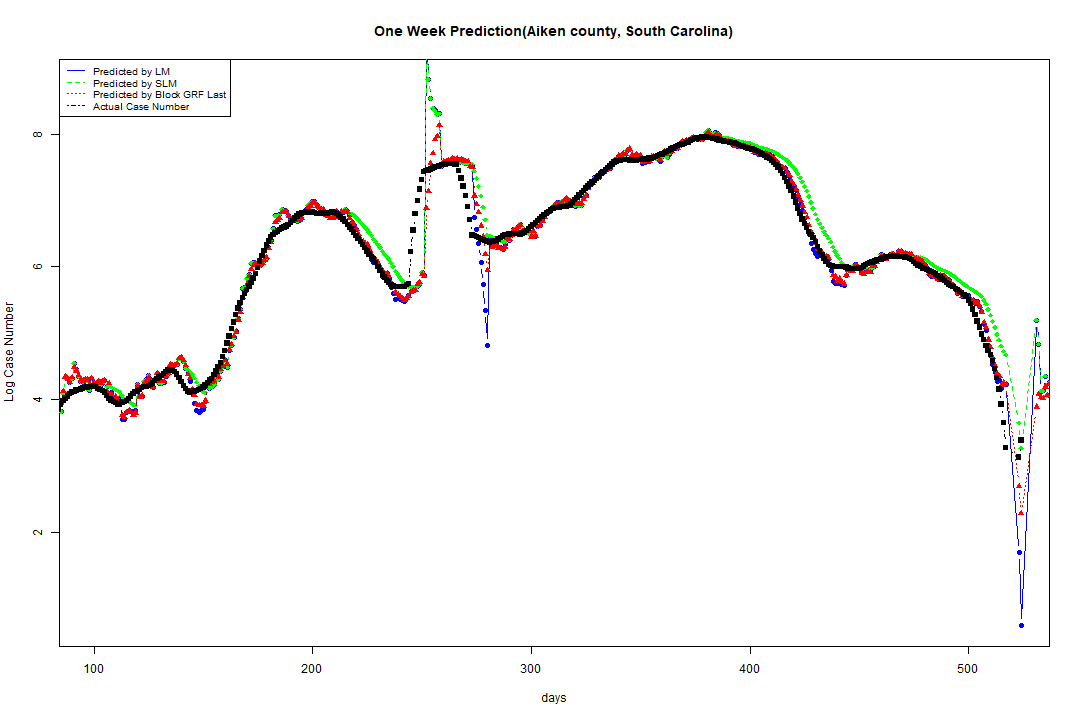 One Week Prediction(Aiken county, South Carolina)
Predicted by LM
Predicted by SLM
Predicted by Block GRF Last
Actual Case Number
Log Case Number
8
6
4
2
100 200 300 400 500
days